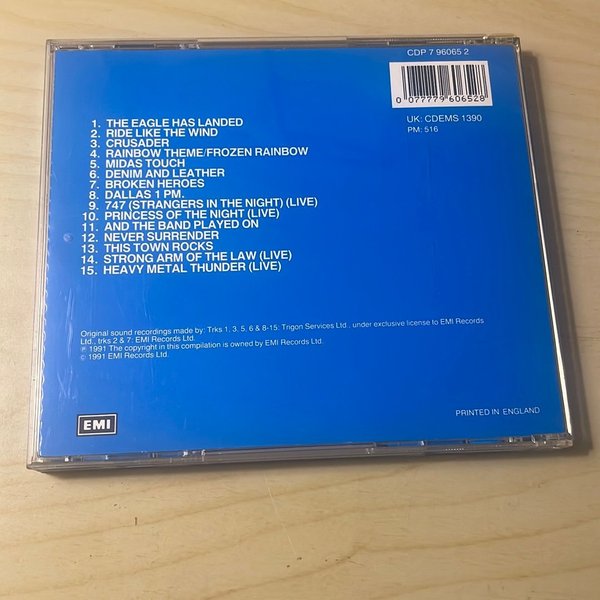 CDP 7 96065 2
0 077779 606528
UK: CDEMS 1390
PM: 516
1. THE EAGLE HAS LANDED
2. RIDE LIKE THE WIND
3. CRUSADER
4. RAINBOW THEME/FROZEN RAINBOW
5. MIDAS TOUCH
6. DENIM AND LEATHER
7. BROKEN HEROES
8. DALLAS 1 PM.
9. 747 (STRANGERS IN THE NIGHT) (LIVE)
10. PRINCESS OF THE NIGHT (LIVE)
11. AND THE BAND PLAYED ON
12. NEVER SURRENDER
13. THIS TOWN ROCKS
14. STRONG ARM OF THE LAW (LIVE)
15. HEAVY METAL THUNDER (LIVE)
Original sound recordings made by: Trks 1, 3, 5, 6 & 8-15: Trigon Services Ltd., under exclusive license to EMI Records
Ltd., trks 2 & 7: EMI Records Ltd.
℗ 1991 The copyright in this compilation is owned by EMI Records Ltd.
© 1991 EMI Records Ltd.
EMI
PRINTED IN ENGLAND